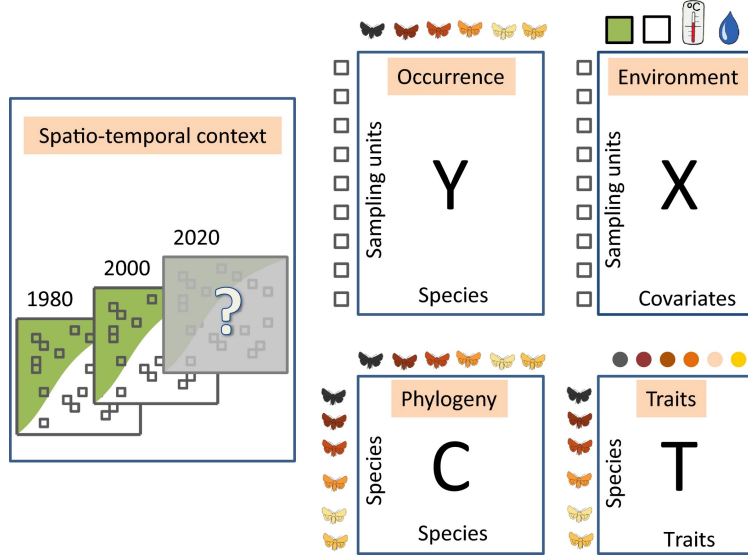 Spatio-temporal context
1980
2000
2020
?
Occurrence
Sampling units
Y
Species
°C
Environment
Sampling units
X
Covariates
Phylogeny
Species
C
Species
Traits
Species
T
Traits